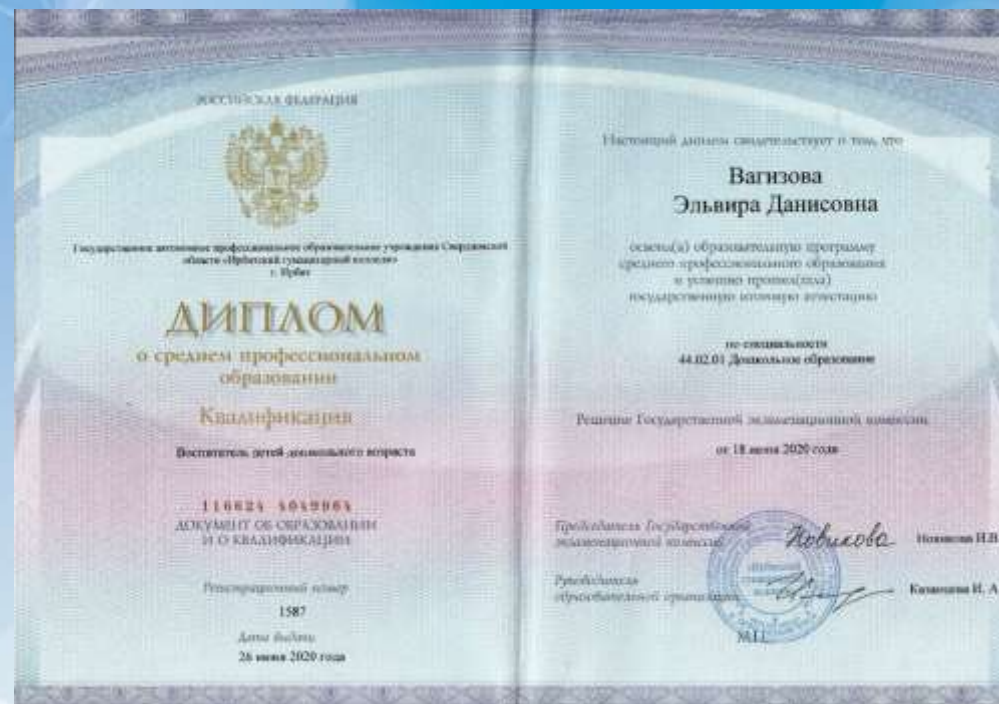 РОССИЙСКАЯ ФЕДЕРАЦИЯ
Государственное автономное профессиональное образовательное учреждение Свердловской
области «Ирбитский гуманитарный колледж»
г. Ирбит
ДИПЛОМ
о среднем профессиональном
образовании
Квалификация
Воспитатель детей дошкольного возраста
116624 4049964
ДОКУМЕНТ ОБ ОБРАЗОВАНИИ
И О КВАЛИФИКАЦИИ
Регистрационный номер
1587
Дата выдачи
26 июня 2020 года
Настоящий диплом свидетельствует о том, что
Вагизова
Эльвира Данисовна
освоил(а) образовательную программу
среднего профессионального образования
и успешно прошел(шла)
государственную итоговую аттестацию
по специальности
44.02.01 Дошкольное образование
Решение Государственной экзаменационной комиссии
от 18 июня 2020 года
Председатель Государственной
экзаменационной комиссии
Новикова
Новикова Н.В
Руководитель
образовательной организации
И. А
М.П.